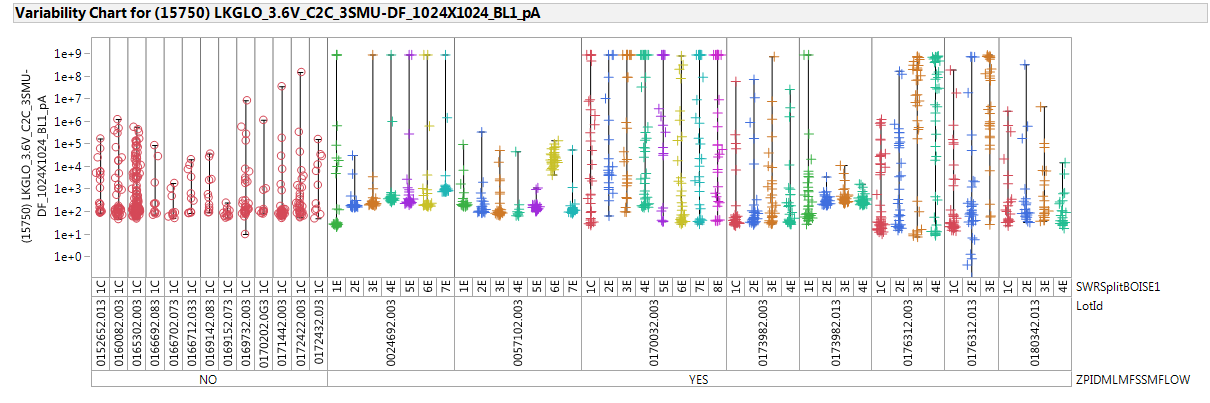 Variability Chart for (15750) LKGLO_3.6V_C2C_3SMU-DF_1024X1024_BL1_pA
(15750) LKGLO_3.6V_C2C_3SMU-
DF_1024X1024_BL1_pA
1e+9
1e+8
1e+7
1e+6
1e+5
1e+4
1e+3
1e+2
1e+1
1e+0
1C 1C 1C 1C 1C 1C 1C 1C 1C 1C 1C 1C 1C 1E 2E 3E 4E 5E 6E 7E 1E 2E 3E 4E 5E 6E 7E 1C 2E 3E 4E 5E 6E 7E 8E 1C 2E 3E 4E 1E 2E 3E 4E 1C 2E 3E 4E 1C 2E 3E 1C 2E 3E 4E SWRSplitBOISE1
0152652.013 0160082.003 0165302.003 0166692.083 0166702.073 0166712.033 0169142.083 0169152.073 0169732.003 0170202.0G3 0171442.003 0172422.003 0172432.073 0024692.003 0057102.003 0170032.003 0173982.003 0173982.013 0176312.003 0176312.013 0180342.013 LotId
NO YES ZPIDMLMFSSMFLOW